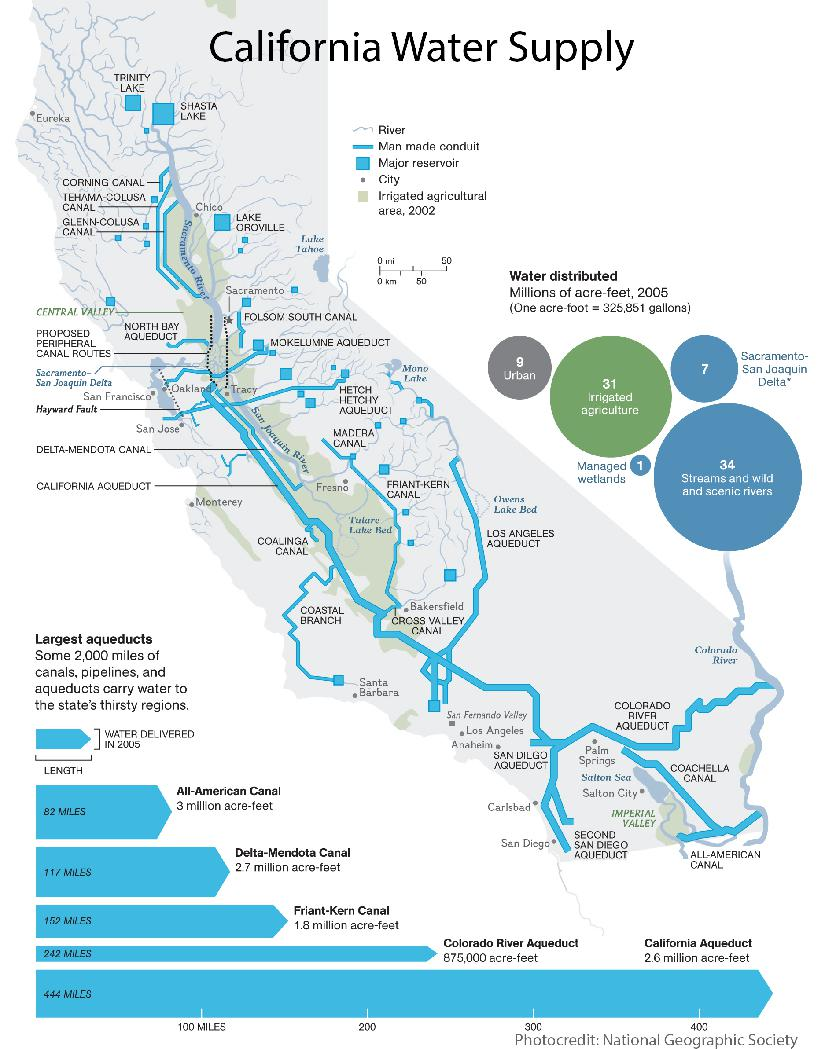 California Water Supply
TRINITY
LAKE
SHASTA
LAKE
Eureka
River
Man made conduit
Major reservoir
City
Irrigated agricultural
area, 2002
CORNING CANAL
TEHAMA-COLUSA
CANAL
GLENN-COLUSA
CANAL
Chico
LAKE
OROVILLE
Sacramento River
Lake
Tahoe
0 mi 50
0 km 50
Water distributed
Millions of acre-feet, 2005
(One acre-foot = 325,851 gallons)
Sacramento
CENTRAL VALLEY
NORTH BAY
AQUEDUCT
FOLSOM SOUTH CANAL
PROPOSED
PERIPHERAL
CANAL ROUTES
MOKELUMNE AQUEDUCT
9
Urban
31
Irrigated
agriculture
7
Sacramento-
San Joaquin
Delta*
Sacramento-
San Joaquin Delta
Mono
Lake
Oakland
Tracy
San Francisco
HETCH
HETCHY
AQUEDUCT
Hayward Fault
San Jose
San Joaquin River
MADERA
CANAL
DELTA-MENDOTA CANAL
Managed
wetlands
1
34
Streams and wild
and scenic rivers
CALIFORNIA AQUEDUCT
Fresno
FRIANT-KERN
CANAL
Monterey
Owens
Lake Bed
Tulare
Lake Bed
LOS ANGELES
AQUEDUCT
COALINGA
CANAL
COASTAL
BRANCH
Bakersfield
CROSS VALLEY
CANAL
Largest aqueducts
Some 2,000 miles of
canals, pipelines, and
aqueducts carry water to
the state's thirsty regions.
Colorado
River
Santa
Barbara
WATER DELIVERED
IN 2005
LENGTH
San Fernando Valley
Los Angeles
Anaheim
COLORADO
RIVER
AQUEDUCT
SAN DIEGO
AQUEDUCT
Palm
Springs
COACHELLA
CANAL
Salton Sea
Salton City
Carlsbad
IMPERIAL
VALLEY
San Diego
SECOND
SAN DIEGO
AQUEDUCT
ALL-AMERICAN
CANAL
All-American Canal
3 million acre-feet
82 MILES
Delta-Mendota Canal
2.7 million acre-feet
117 MILES
Friant-Kern Canal
1.8 million acre-feet
152 MILES
Colorado River Aqueduct
875,000 acre-feet
242 MILES
California Aqueduct
2.6 million acre-feet
444 MILES
100 MILES 200 300 400
Photocredit: National Geographic Society